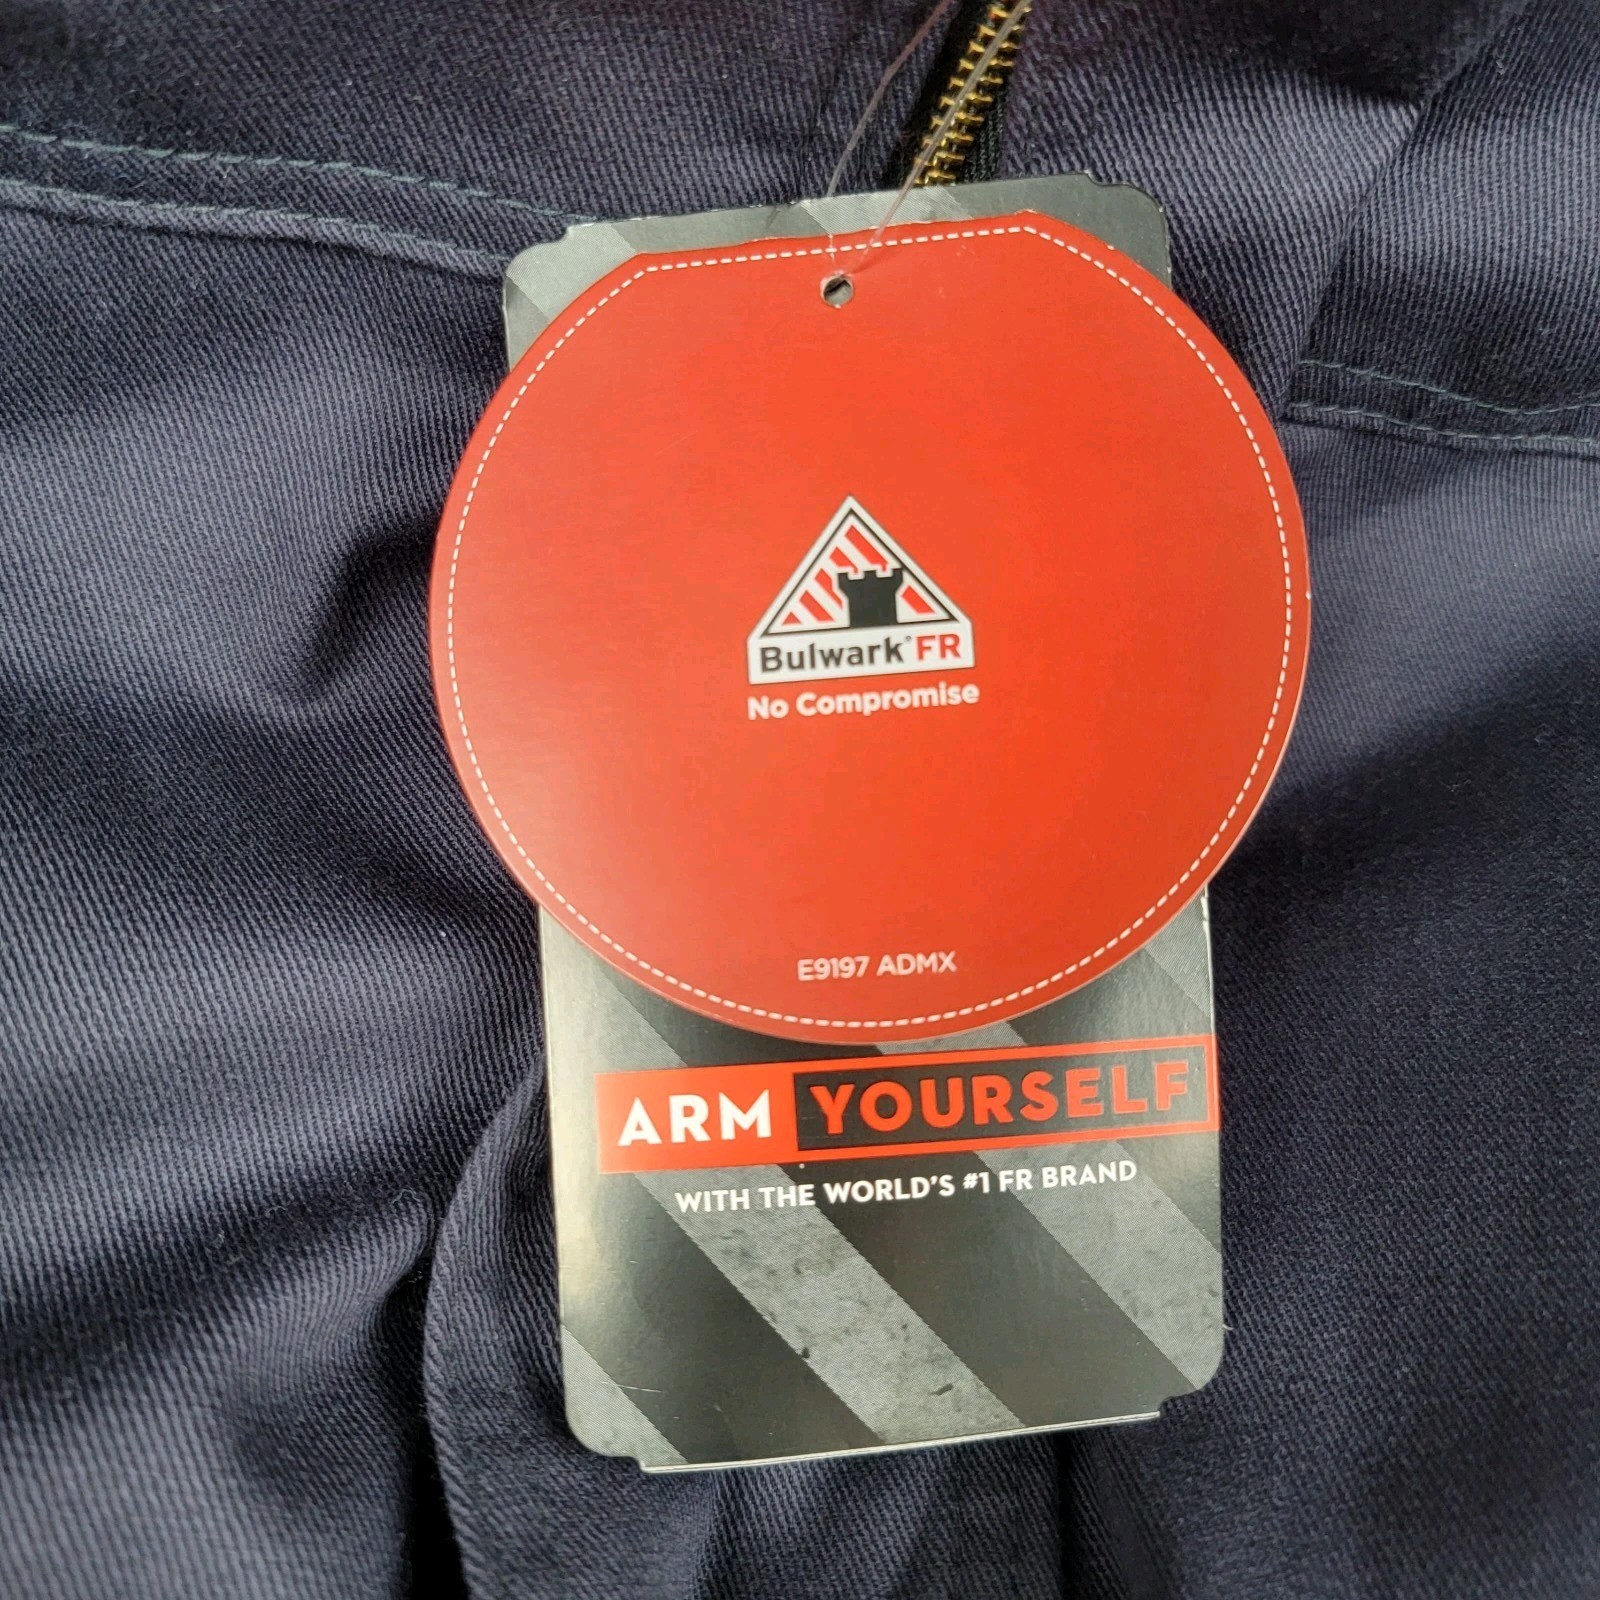 Bulwark® FR
No Compromise
E9197 ADMX
ARM YOURSELF
WITH THE WORLD'S #1 FR BRAND